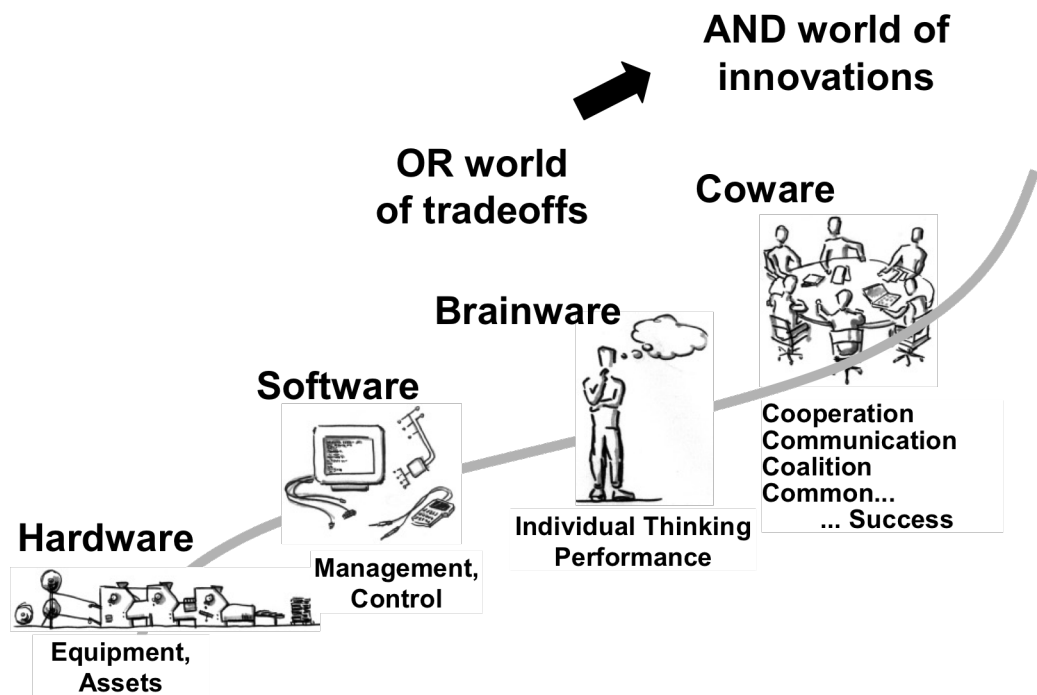 AND world of
innovations
OR world
of tradeoffs
Coware
Cooperation
Communication
Coalition
Common...
... Success
Brainware
Individual Thinking
Performance
Software
Management,
Control
Hardware
Equipment,
Assets